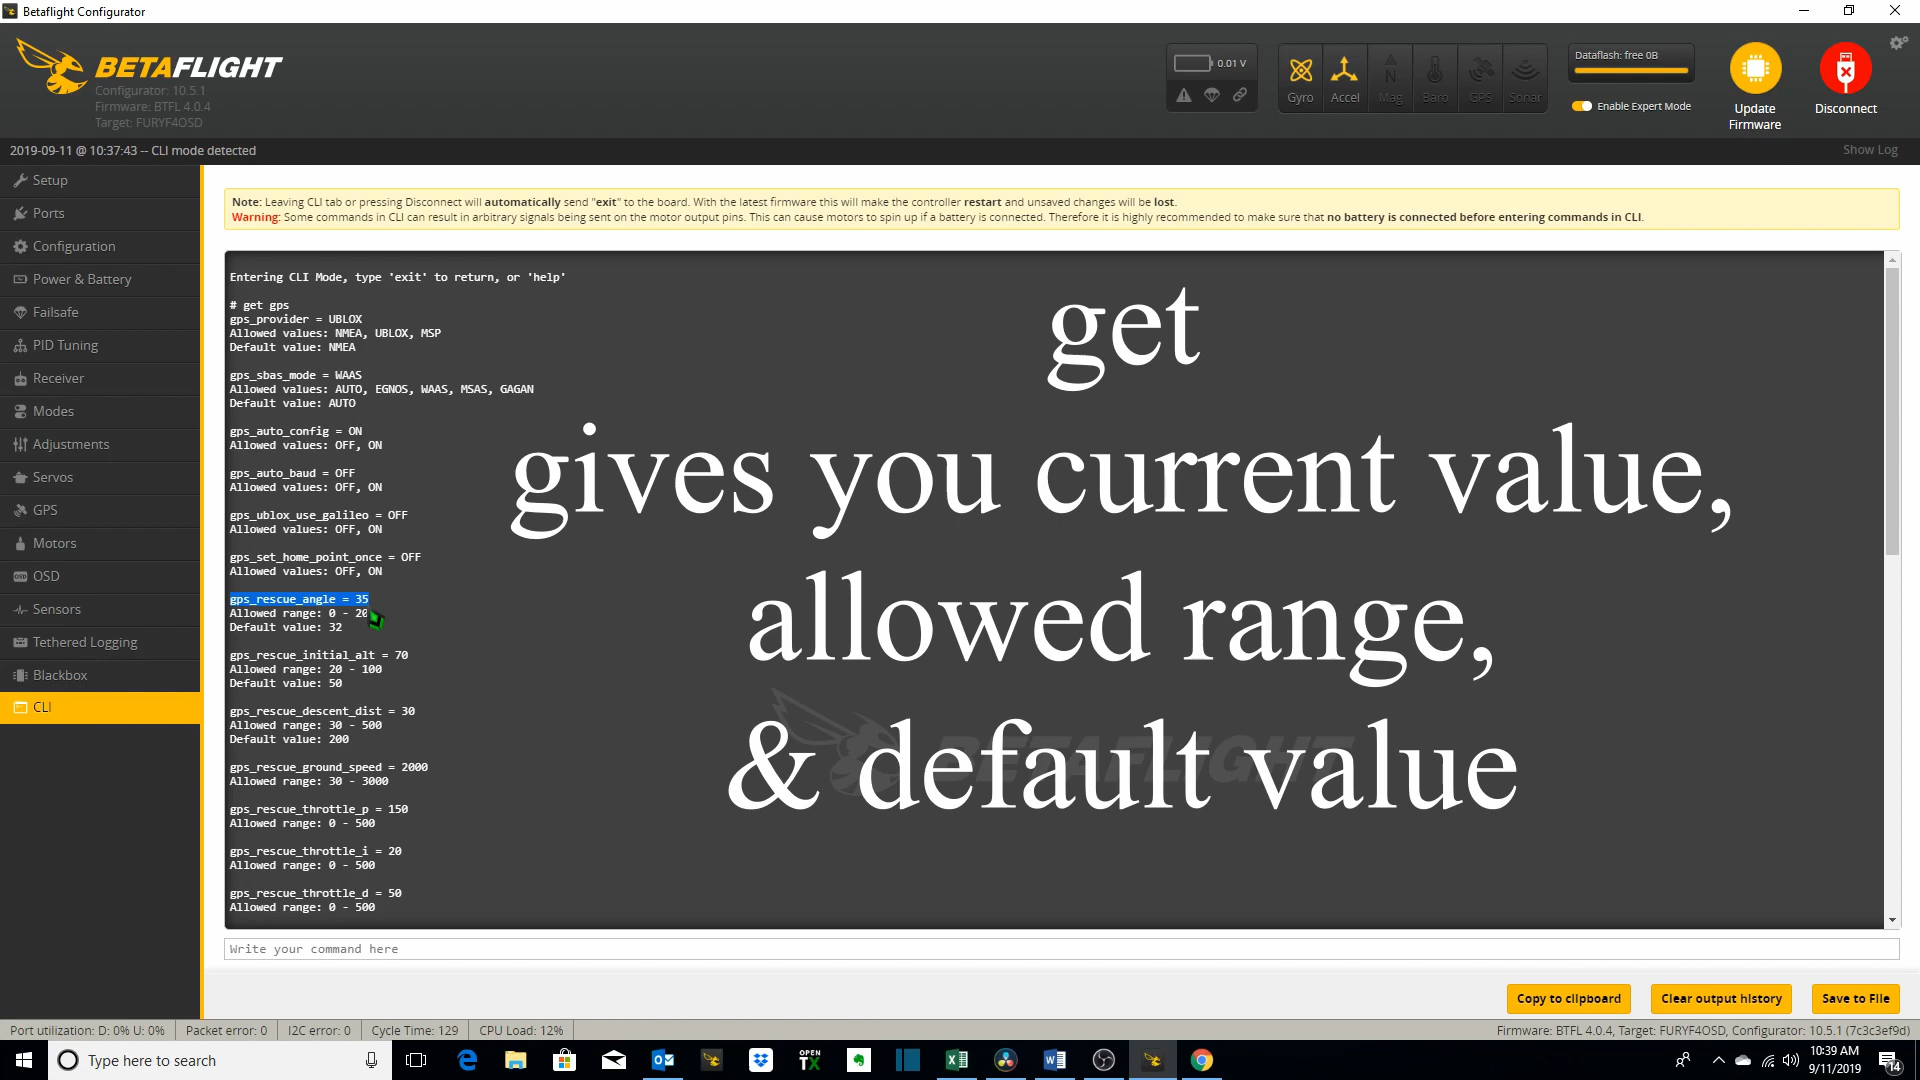 Betaflight Configurator
BETAFLIGHT
Configurator: 10.5.1
Firmware: BTFL 4.0.4
Target: FURYF4OSD
0.01 V
Gyro
Accel
Mag
Baro
GPS
Sonar
Dataflash: free 0B
Enable Expert Mode
Update
Firmware
Disconnect
2019-09-11 @ 10:37:43 -- CLI mode detected
Show Log
Setup
Ports
Configuration
Power & Battery
Failsafe
PID Tuning
Receiver
Modes
Adjustments
Servos
GPS
Motors
OSD
Sensors
Tethered Logging
Blackbox
CLI
Note: Leaving CLI tab or pressing Disconnect will automatically send "exit" to the board. With the latest firmware this will make the controller restart and unsaved changes will be lost.
Warning: Some commands in CLI can result in arbitrary signals being sent on the motor output pins. This can cause motors to spin up if a battery is connected. Therefore it is highly recommended to make sure that no battery is connected before entering commands in CLI.
Entering CLI Mode, type 'exit' to return, or 'help'
# get gps
gps_provider = UBLOX
Allowed values: NMEA, UBLOX, MSP
Default value: NMEA
gps_sbas_mode = WAAS
Allowed values: AUTO, EGNOS, WAAS, MSAS, GAGAN
Default value: AUTO
gps_auto_config = ON
Allowed values: OFF, ON
gps_auto_baud = OFF
Allowed values: OFF, ON
gps_ublox_use_galileo = OFF
Allowed values: OFF, ON
gps_set_home_point_once = OFF
Allowed values: OFF, ON
gps_rescue_angle = 35
Allowed range: 0 - 20
Default value: 32
gps_rescue_initial_alt = 70
Allowed range: 20 - 100
Default value: 50
gps_rescue_descent_dist = 30
Allowed range: 30 - 500
Default value: 200
gps_rescue_ground_speed = 2000
Allowed range: 30 - 3000
gps_rescue_throttle_p = 150
Allowed range: 0 - 500
gps_rescue_throttle_i = 20
Allowed range: 0 - 500
gps_rescue_throttle_d = 50
Allowed range: 0 - 500
get
gives you current value,
allowed range,
& default value
BETAFLIGHT
Write your command here
Copy to clipboard
Clear output history
Save to File
Port utilization: D: 0% U: 0%
Packet error: 0
I2C error: 0
Cycle Time: 129
CPU Load: 12%
Firmware: BTFL 4.0.4, Target: FURYF4OSD, Configurator: 10.5.1 (7c3c3ef9d)
Type here to search
OPEN
TX
10:39 AM
9/11/2019
14